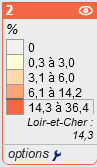 2
%
0
0,3 à 3,0
3,1 à 6,0
6,1 à 14,2
14,3 à 36,4
Loir-et-Cher :
14,3
options